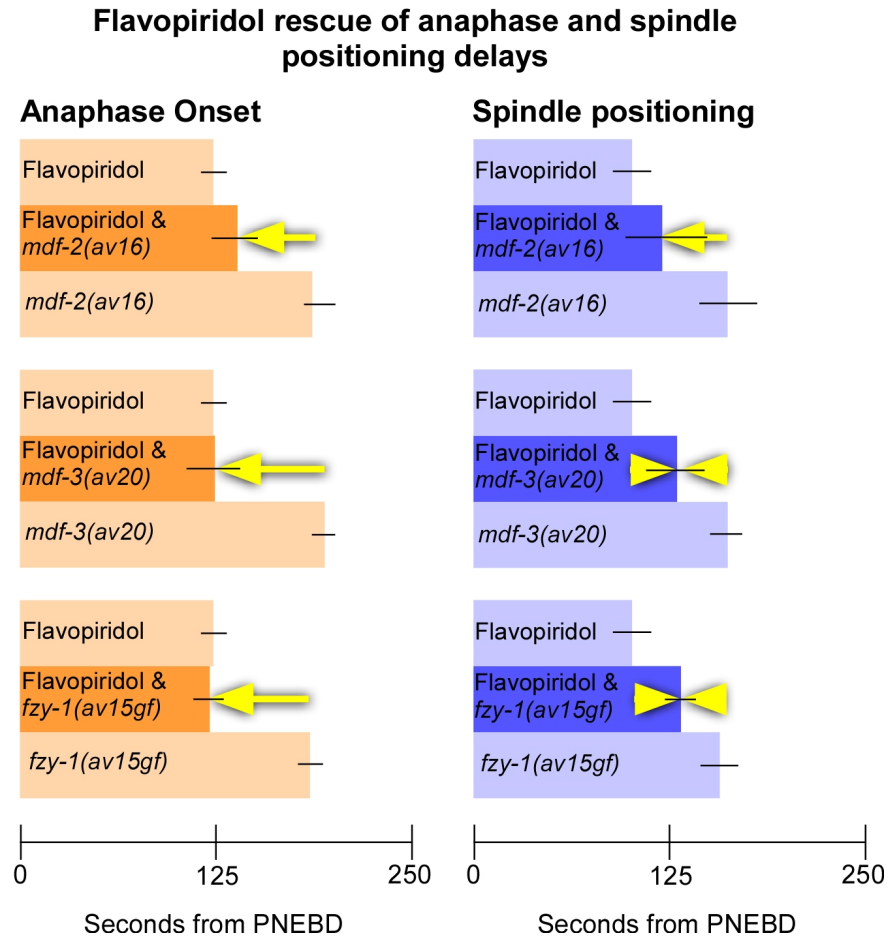 Flavopiridol rescue of anaphase and spindle
positioning delays
Anaphase Onset
Flavopiridol
Flavopiridol &
mdf-2(av16)
mdf-2(av16)
Flavopiridol
Flavopiridol &
mdf-3(av20)
mdf-3(av20)
Flavopiridol
Flavopiridol &
fzy-1(av15gf)
fzy-1(av15gf)
0 125 250
Seconds from PNEBD
Spindle positioning
Flavopiridol
Flavopiridol &
mdf-2(av16)
mdf-2(av16)
Flavopiridol
Flavopiridol &
mdf-3(av20)
mdf-3(av20)
Flavopiridol
Flavopiridol &
fzy-1(av15gf)
fzy-1(av15gf)
0 125 250
Seconds from PNEBD